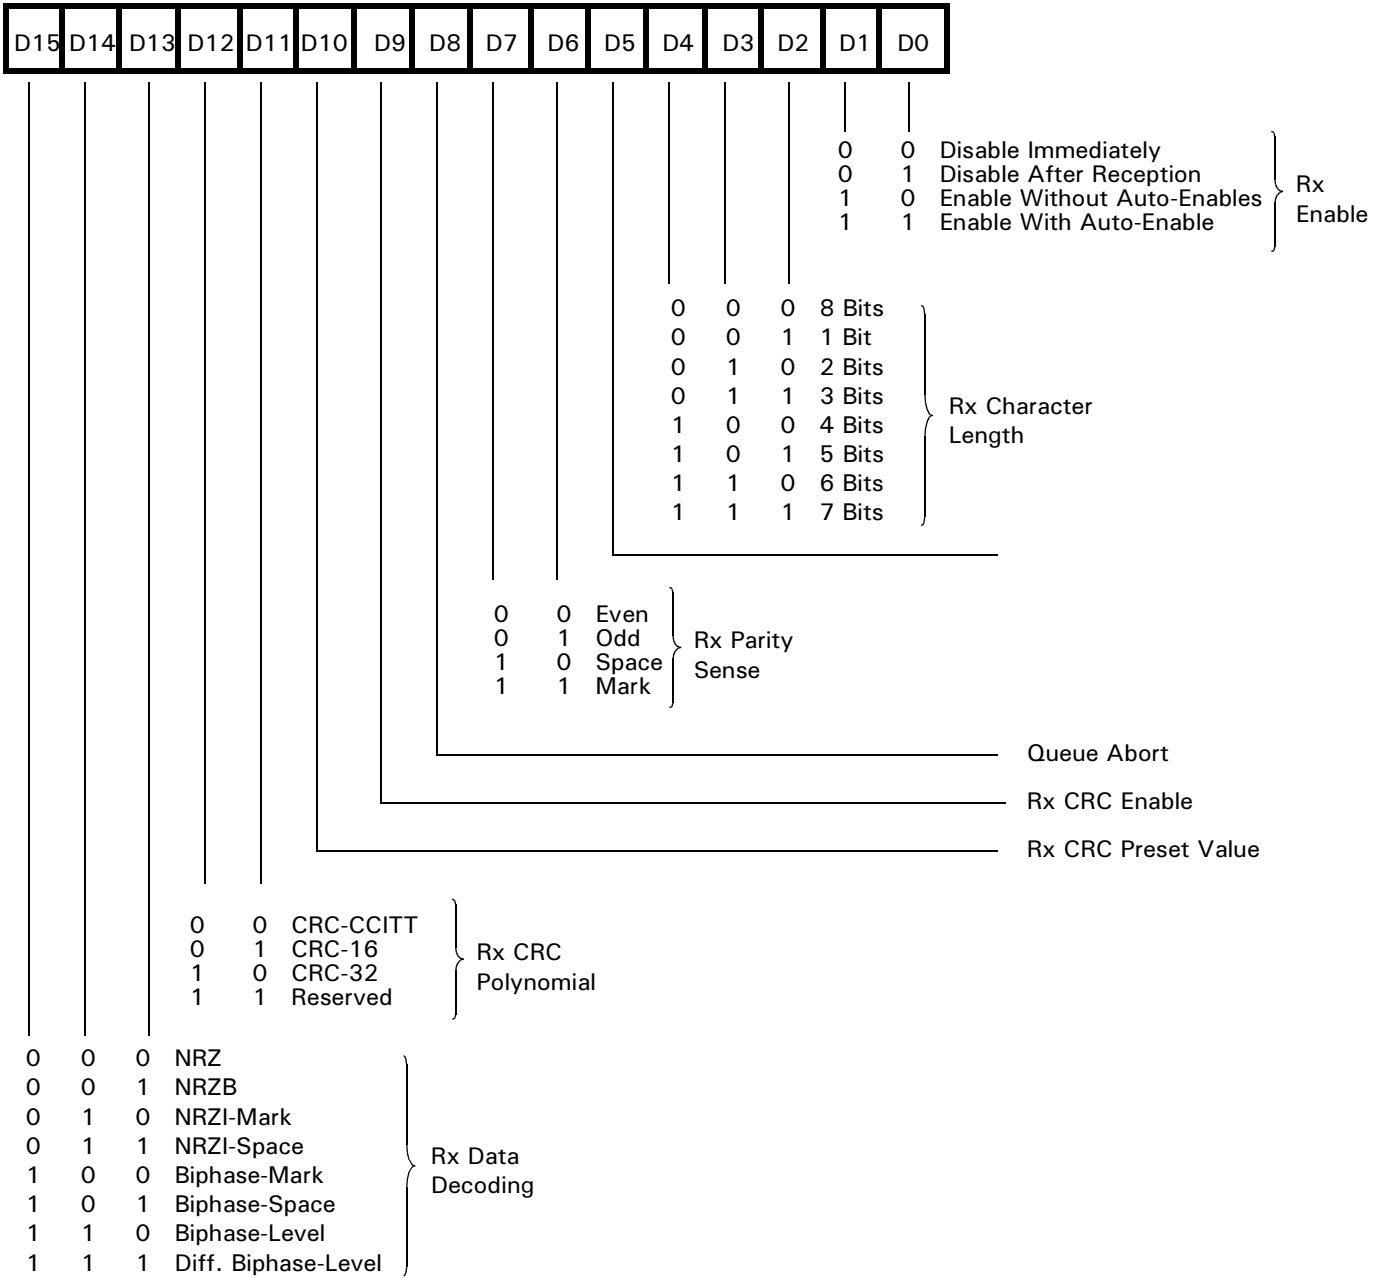 D15 D14 D13 D12 D11 D10 D9 D8 D7 D6 D5 D4 D3 D2 D1 D0
0 0 Disable Immediately
0 1 Disable After Reception
1 0 Enable Without Auto-Enables
1 1 Enable With Auto-Enable
Rx
Enable
0 0 0 8 Bits
0 0 1 1 Bit
0 1 0 2 Bits
0 1 1 3 Bits
1 0 0 4 Bits
1 0 1 5 Bits
1 1 0 6 Bits
1 1 1 7 Bits
Rx Character
Length
0 0 Even
0 1 Odd
1 0 Space
1 1 Mark
Rx Parity
Sense
Queue Abort
Rx CRC Enable
Rx CRC Preset Value
0 0 CRC-CCITT
0 1 CRC-16
1 0 CRC-32
1 1 Reserved
Rx CRC
Polynomial
0 0 0 NRZ
0 0 1 NRZB
0 1 0 NRZI-Mark
0 1 1 NRZI-Space
1 0 0 Biphase-Mark
1 0 1 Biphase-Space
1 1 0 Biphase-Level
1 1 1 Diff. Biphase-Level
Rx Data
Decoding